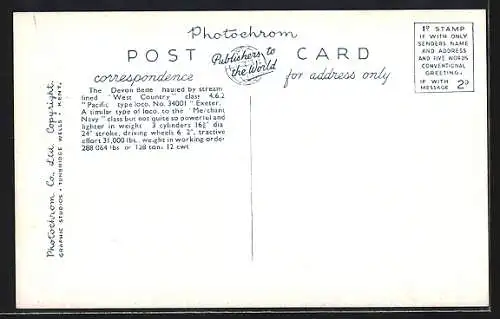 Photochrom
POST CARD
Publishers to
the World
correspondence
for address only
1D STAMP
IF WITH ONLY
SENDERS NAME
AND ADDRESS
AND FIVE WORDS
CONVENTIONAL
GREETING.
IF WITH
MESSAGE 2D
The Devon Belle hauled by stream
lined "West Country" class 4.6.2
"Pacific type loco. No. 34001 "Exeter.
A similar type of loco. to the "Merchant
Navy" class but not quite so powerful and
lighter in weight 3 cylinders 16⅜" dia
24" stroke, driving wheels 6 2", tractive
effort 31,000 lbs. weight in working order
288 064 lbs or 128 ton. 12 cwt
Photochrom Co. Ltd. Copyright.
GRAPHIC STUDIOS • TUNBRIDGE WELLS • KENT.